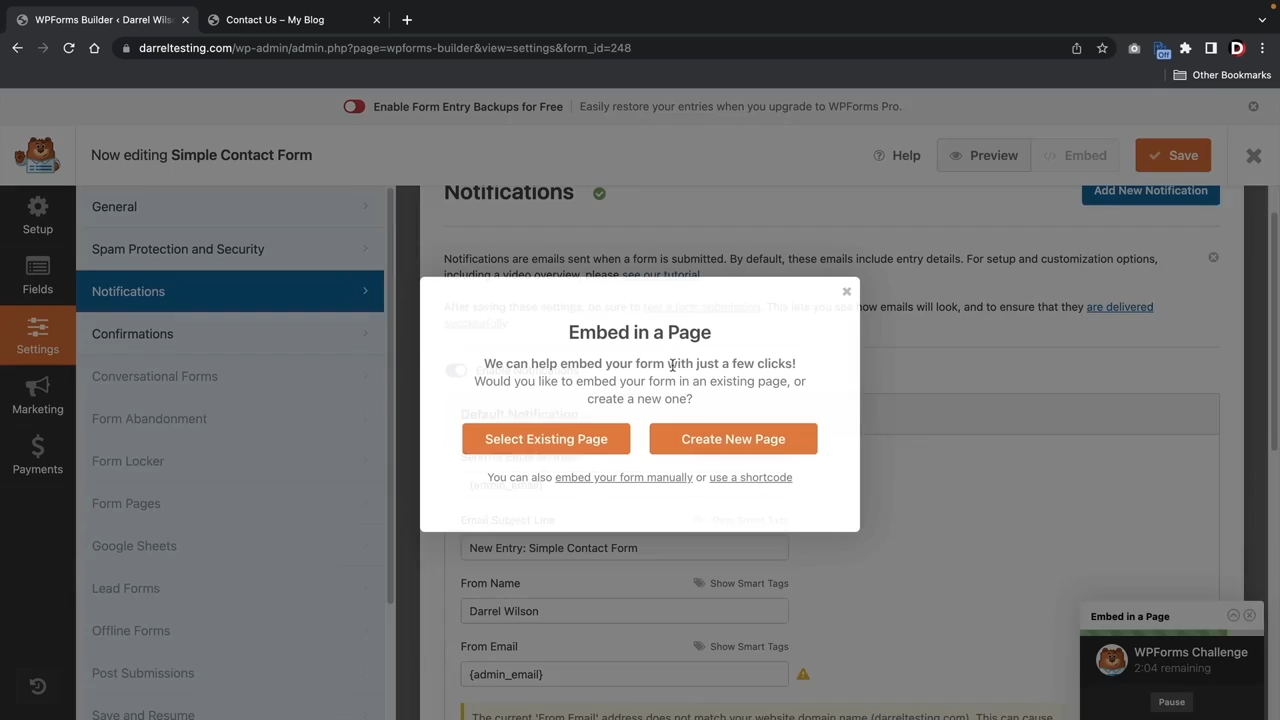 WPForms Builder < Darrel Wils
Contact Us – My Blog
darreltesting.com/wp-admin/admin.php?page=wpforms-builder&view=settings&form_id=248
Off
D
Other Bookmarks
Enable Form Entry Backups for Free
Easily restore your entries when you upgrade to WPForms Pro.
Now editing Simple Contact Form
Help
Preview
Embed
Save
Setup
Fields
Settings
Marketing
Payments
General
Spam Protection and Security
Notifications
Confirmations
Conversational Forms
Form Abandonment
Form Locker
Form Pages
Google Sheets
Lead Forms
Offline Forms
Post Submissions
Save and Resume
Notifications
Add New Notification
Notifications are emails sent when a form is submitted. By default, these emails include entry details. For setup and customization options,
including a video overview, please see our tutorial.
After saving these settings, be sure to test a form submission. This lets you see how emails will look, and to ensure that they are delivered
successfully.
Embed in a Page
We can help embed your form with just a few clicks!
Would you like to embed your form in an existing page, or
create a new one?
Select Existing Page
Create New Page
You can also embed your form manually or use a shortcode
Enable Notifications
Default Notification
{admin_email}
Email Subject Line
Show Smart Tags
New Entry: Simple Contact Form
From Name
Show Smart Tags
Darrel Wilson
From Email
Show Smart Tags
{admin_email}
The current 'From Email' address does not match your website domain name (darreltesting.com). This can cause
Embed in a Page
WPForms Challenge
2:04 remaining
Pause